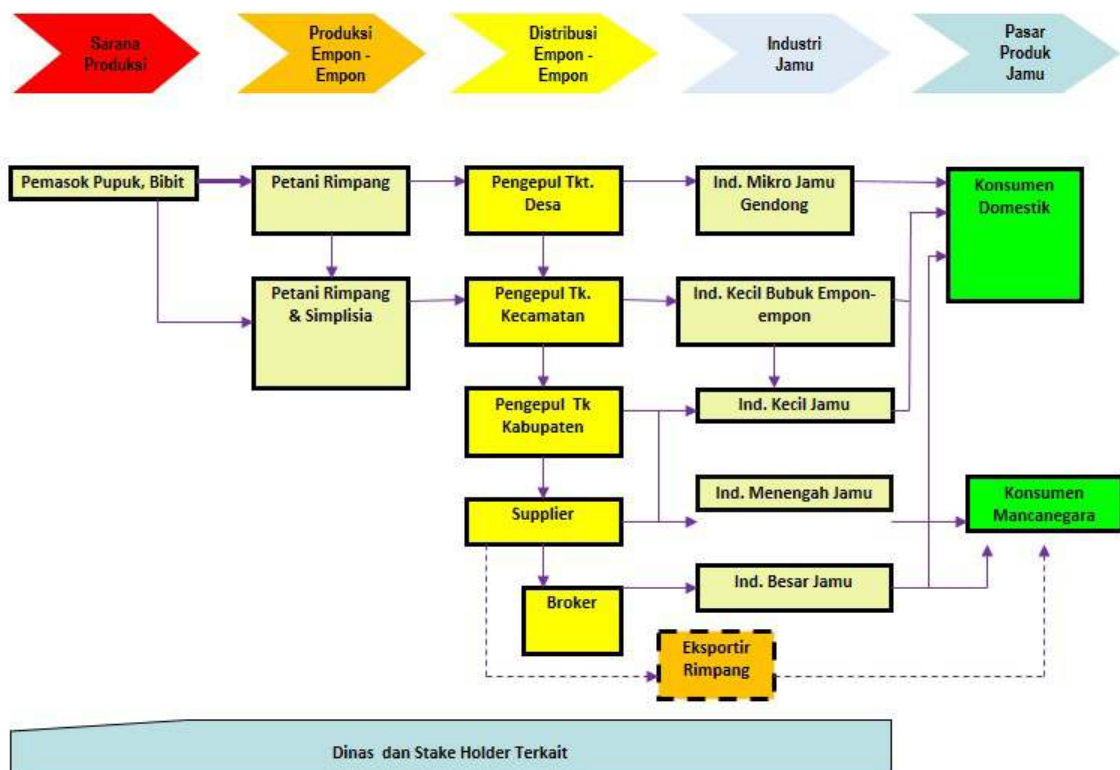 Sarana
Produksi
Produksi
Empon -
Empon
Distribusi
Empon -
Empon
Industri
Jamu
Pasar
Produk
Jamu
Pemasok Pupuk, Bibit
Petani Rimpang
Pengepul Tkt.
Desa
Ind. Mikro Jamu
Gendong
Konsumen
Domestik
Petani Rimpang
& Simplisia
Pengepul Tk.
Kecamatan
Ind. Kecil Bubuk Empon-
empon
Pengepul Tk
Kabupaten
Ind. Kecil Jamu
Supplier
Ind. Menengah Jamu
Konsumen
Mancanegara
Broker
Ind. Besar Jamu
Eksportir
Rimpang
Dinas dan Stake Holder Terkait